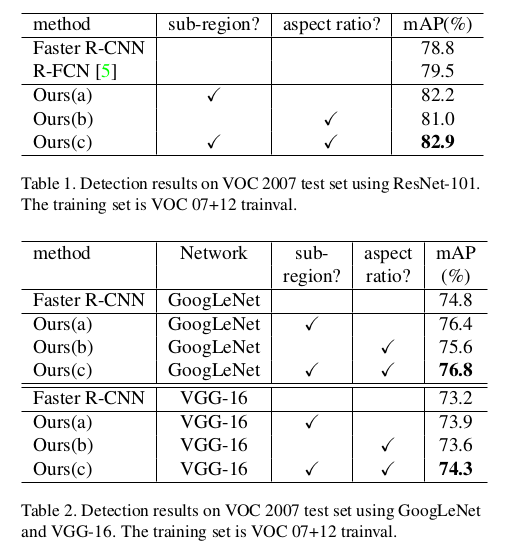 method sub-region? aspect ratio? mAP(%)
Faster R-CNN 78.8
R-FCN [5] 79.5
Ours(a) ✓ 82.2
Ours(b) ✓ 81.0
Ours(c) ✓ ✓ 82.9
Table 1. Detection results on VOC 2007 test set using ResNet-101.
The training set is VOC 07+12 trainval.
method Network sub- aspect mAP
region? ratio? (%)
Faster R-CNN GoogLeNet 74.8
Ours(a) GoogLeNet ✓ 76.4
Ours(b) GoogLeNet ✓ 75.6
Ours(c) GoogLeNet ✓ ✓ 76.8
Faster R-CNN VGG-16 73.2
Ours(a) VGG-16 ✓ 73.9
Ours(b) VGG-16 ✓ 73.6
Ours(c) VGG-16 ✓ ✓ 74.3
Table 2. Detection results on VOC 2007 test set using GoogLeNet
and VGG-16. The training set is VOC 07+12 trainval.